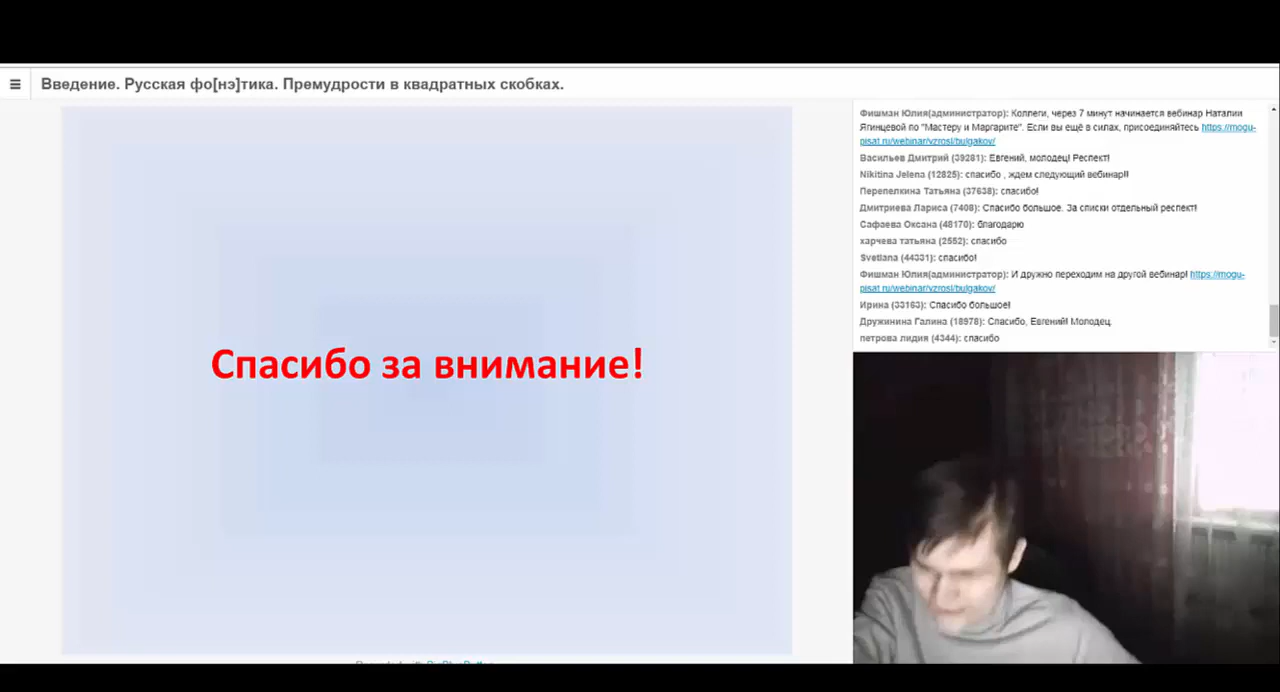 Введение. Русская фо[нэ]тика. Премудрости в квадратных скобках.
Спасибо за внимание!
Фишман Юлия(администратор): Коллеги, через 7 минут начинается вебинар Наталии
Ягинцевой по "Мастеру и Маргарите". Если вы ещё в силах, присоединяйтесь https://mogu-
pisat.ru/webinar/vzrosl/bulgakov/
Васильев Дмитрий (39281): Евгений, молодец! Респект!
Nikitina Jelena (12825): спасибо , ждем следующий вебинар!!
Перепелкина Татьяна (37638): спасибо!
Дмитриева Лариса (7408): Спасибо большое. За списки отдельный респект!
Сафаева Оксана (48170): благодарю
харчева татьяна (2552): спасибо
Svetlana (44331): спасибо!
Фишман Юлия(администратор): И дружно переходим на другой вебинар! https://mogu-
pisat.ru/webinar/vzrosl/bulgakov/
Ирина (33163): Спасибо большое!
Дружинина Галина (18978): Спасибо, Евгений! Молодец.
петрова лидия (4344): спасибо